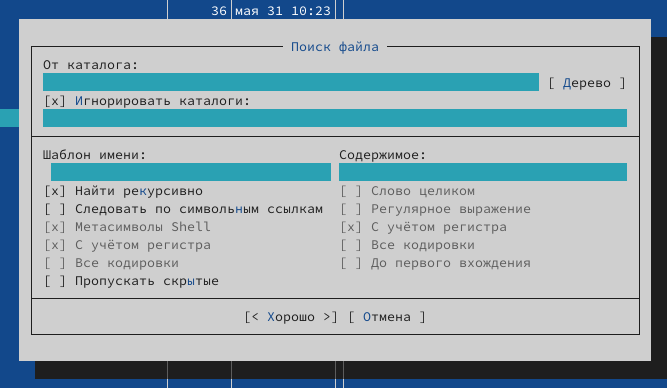 36 мая 31 10:23
Поиск файла
От каталога:
[ Дерево ]
[x] Игнорировать каталоги:
Шаблон имени: Содержимое:
[x] Найти рекурсивно [ ] Слово целиком
[ ] Следовать по символьным ссылкам [ ] Регулярное выражение
[x] Метасимволы Shell [x] С учётом регистра
[x] С учётом регистра [ ] Все кодировки
[ ] Все кодировки [ ] До первого вхождения
[ ] Пропускать скрытые
[< Хорошо >] [ Отмена ]